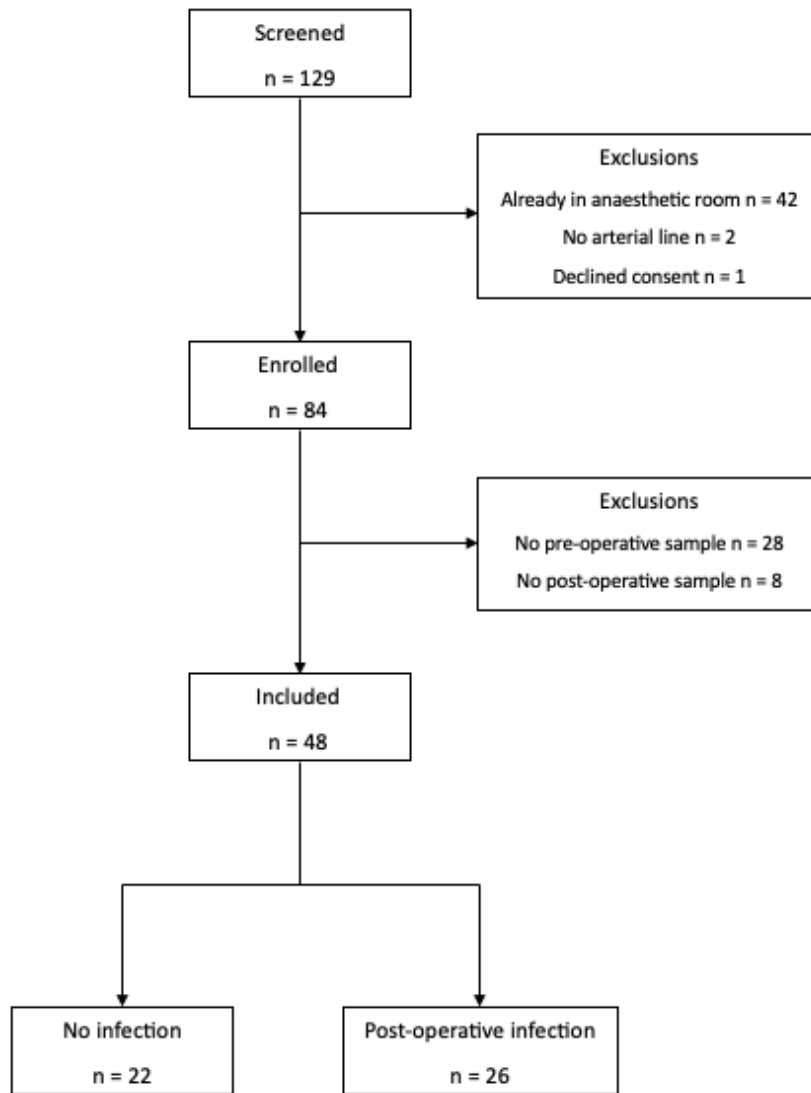 Screened
n = 129
Exclusions
Already in anaesthetic room n = 42
No arterial line n = 2
Declined consent n = 1
Enrolled
n = 84
Exclusions
No pre-operative sample n = 28
No post-operative sample n = 8
Included
n = 48
No infection
n = 22
Post-operative infection
n = 26